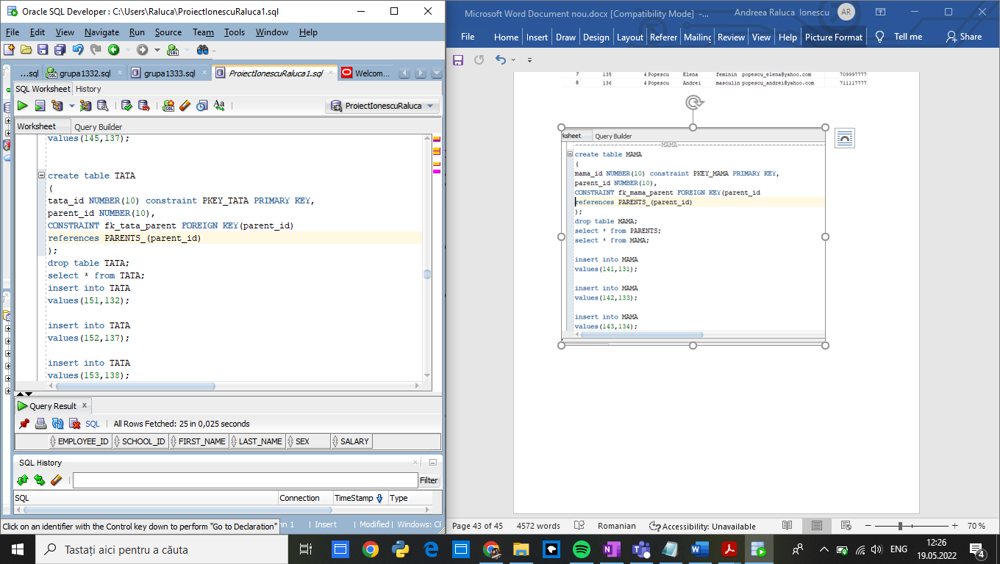 Oracle SQL Developer : C:\Users\Raluca\ProiectIonescuRaluca1.sql
File Edit View Navigate Run Source Team Tools Window Help
...sql grupa1332.sql grupa1333.sql ProiectIonescuRaluca1.sql Welcom...
SQL Worksheet History
ProiectIonescuRaluca
Worksheet Query Builder
values(145,137);
create table TATA
(
tata_id NUMBER(10) constraint PKEY_TATA PRIMARY KEY,
parent_id NUMBER(10),
CONSTRAINT fk_tata_parent FOREIGN KEY(parent_id)
references PARENTS_(parent_id)
);
drop table TATA;
select * from TATA;
insert into TATA
values(151,132);
insert into TATA
values(152,137);
insert into TATA
values(153,138);
Query Result x
SQL | All Rows Fetched: 25 in 0,025 seconds
EMPLOYEE_ID SCHOOL_ID FIRST_NAME LAST_NAME SEX SALARY
SQL History
Filter
SQL Connection TimeStamp Type
Click on an identifier with the Control key down to perform "Go to Declaration"
mn 1 | Insert | Modified | Windows: CR
Microsoft Word Document nou.docx [Compatibility Mode] -... Andreea Raluca Ionescu AR
File Home Insert Draw Design Layout Referer Mailing Review View Help Picture Format Tell me Share
7 135 4 Popescu Elena feminin popescu_elena@yahoo.com 709997777
8 136 4 Popescu Andrei masculin popescu_andrei@yahoo.com 711117777
rksheet Query Builder
MAMA
create table MAMA
(
mama_id NUMBER(10) constraint PKEY_MAMA PRIMARY KEY,
parent_id NUMBER(10),
CONSTRAINT fk_mama_parent FOREIGN KEY(parent_id
references PARENTS_(parent_id)
);
drop table MAMA;
select * from PARENTS;
select * from MAMA;
insert into MAMA
values(141,131);
insert into MAMA
values(142,133);
insert into MAMA
values(143,134);
Page 43 of 45 4572 words Romanian Accessibility: Unavailable 70 %
Tastați aici pentru a căuta
ENG 12:26
19.05.2022
4